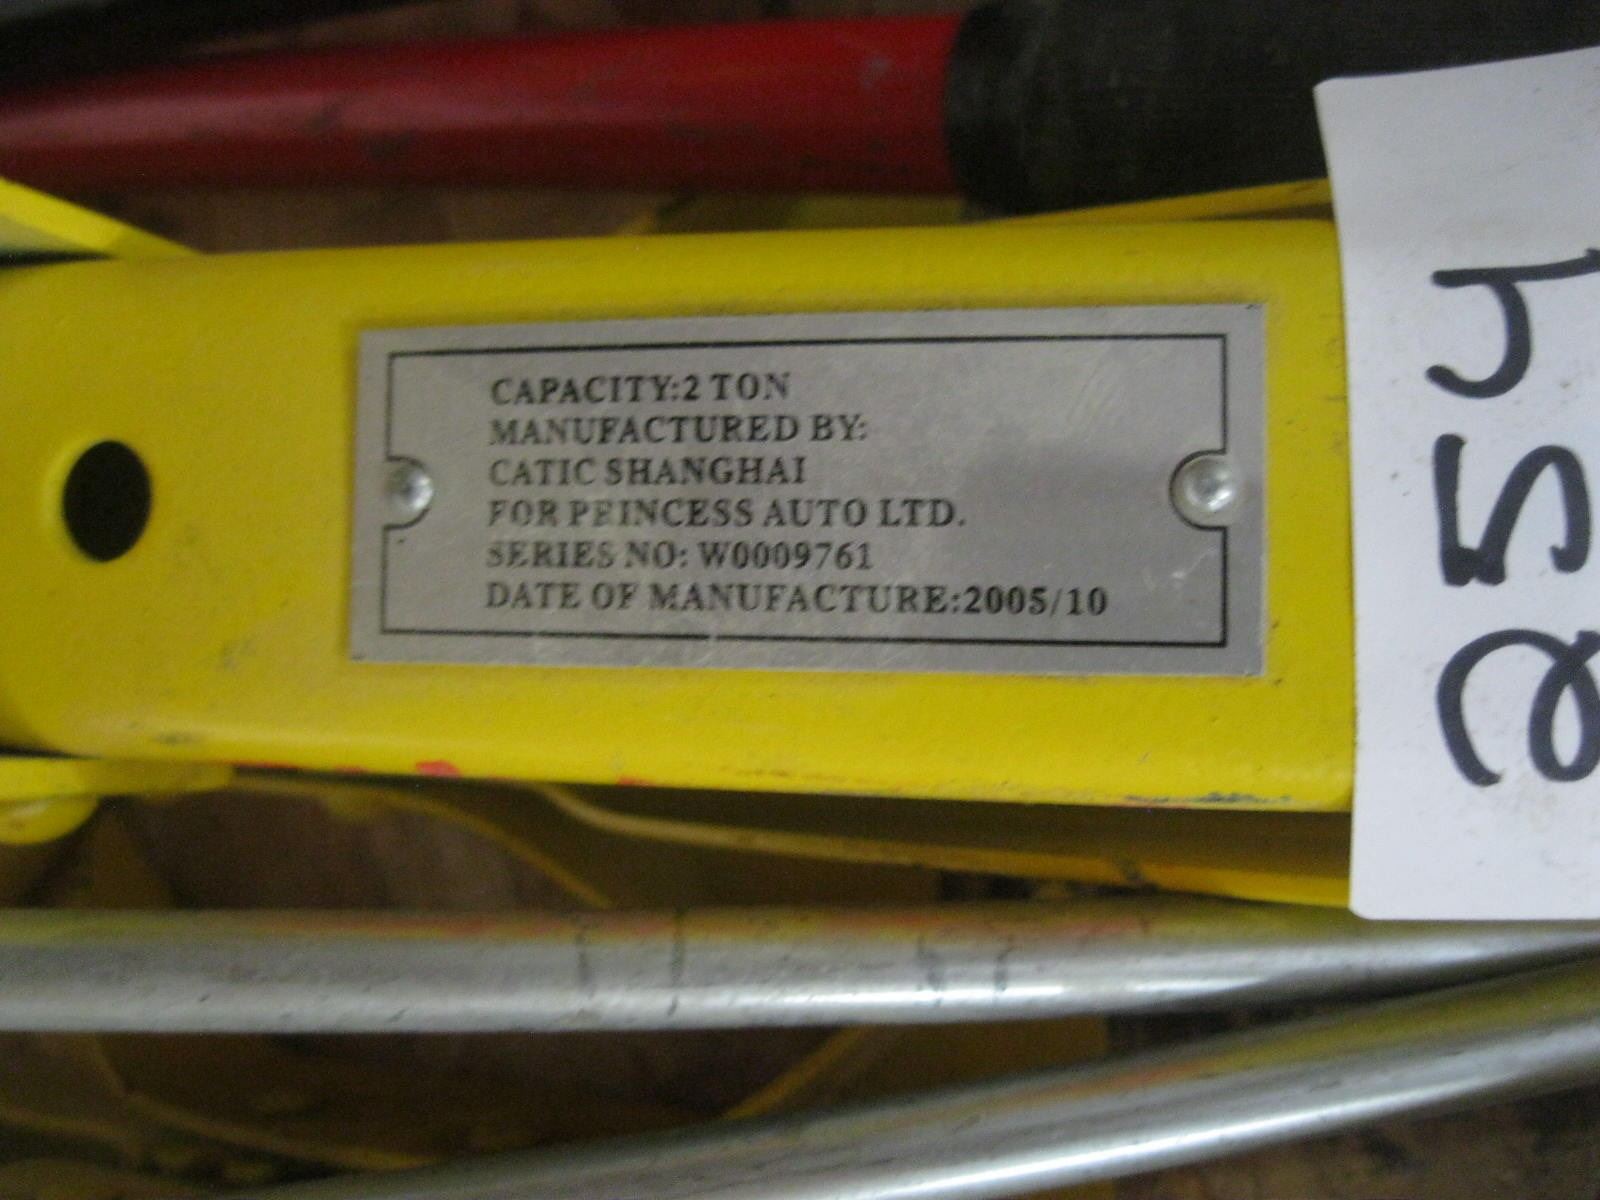 CAPACITY:2 TON
MANUFACTURED BY:
CATIC SHANGHAI
FOR PRINCESS AUTO LTD.
SERIES NO: W0009761
DATE OF MANUFACTURE:2005/10
254